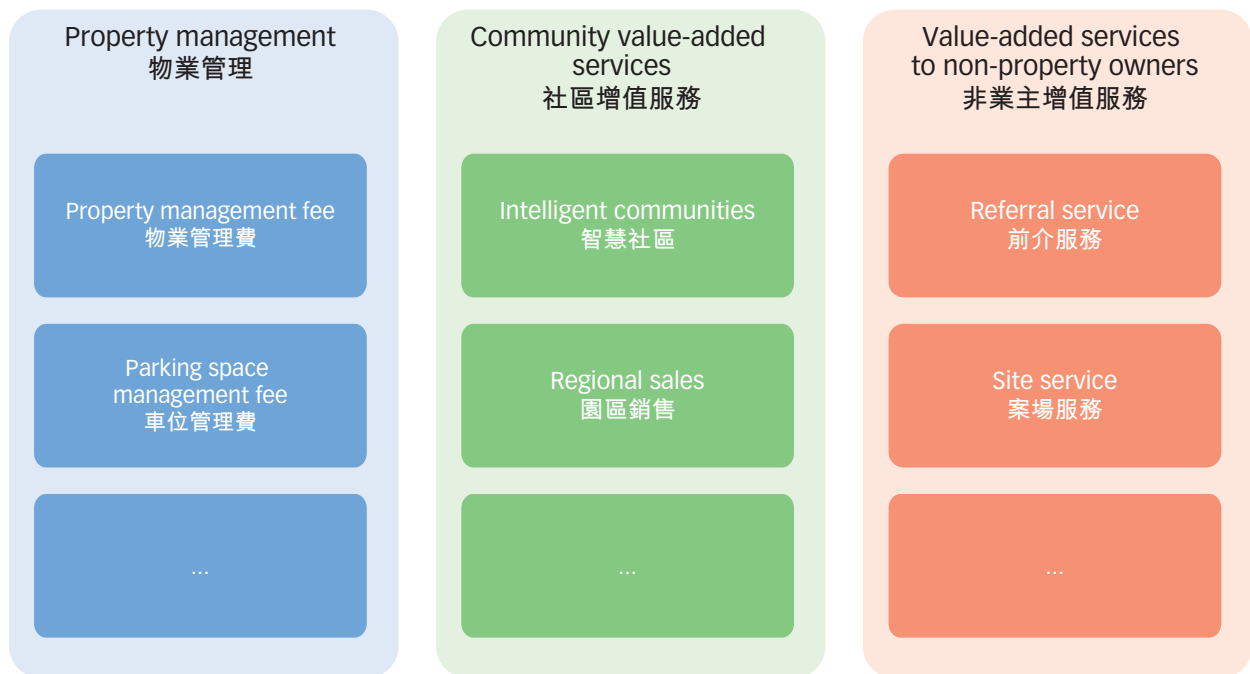 Property management
物業管理
Property management fee
物業管理費
Parking space
management fee
車位管理費
...
Community value-added
services
社區增值服務
Intelligent communities
智慧社區
Regional sales
園區銷售
...
Value-added services
to non-property owners
非業主增值服務
Referral service
前介服務
Site service
案場服務
...